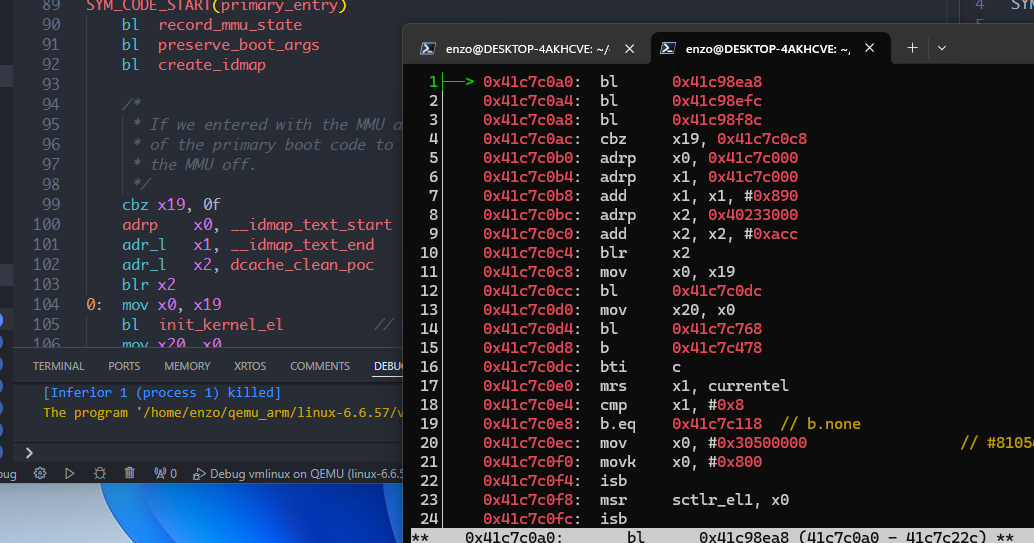 89 SYM_CODE_START(primary_entry)
90 bl record_mmu_state
91 bl preserve_boot_args
92 bl create_idmap
93
94 /*
95 * If we entered with the MMU a
96 * of the primary boot code to
97 * the MMU off.
98 */
99 cbz x19, 0f
100 adrp x0, __idmap_text_start
101 adr_l x1, __idmap_text_end
102 adr_l x2, dcache_clean_poc
103 blr x2
104 0: mov x0, x19
105 bl init_kernel_el //
106 mov x20, x0
TERMINAL PORTS MEMORY XRTOS COMMENTS DEBUG
[Inferior 1 (process 1) killed]
The program '/home/enzo/qemu_arm/linux-6.6.57/v
>
bug 0 Debug vmlinux on QEMU (linux-6.6.5
4 SYM
5
enzo@DESKTOP-4AKHCVE: ~/ × enzo@DESKTOP-4AKHCVE: ~, × +
1 ──> 0x41c7c0a0: bl 0x41c98ea8
2 0x41c7c0a4: bl 0x41c98efc
3 0x41c7c0a8: bl 0x41c98f8c
4 0x41c7c0ac: cbz x19, 0x41c7c0c8
5 0x41c7c0b0: adrp x0, 0x41c7c000
6 0x41c7c0b4: adrp x1, 0x41c7c000
7 0x41c7c0b8: add x1, x1, #0x890
8 0x41c7c0bc: adrp x2, 0x40233000
9 0x41c7c0c0: add x2, x2, #0xacc
10 0x41c7c0c4: blr x2
11 0x41c7c0c8: mov x0, x19
12 0x41c7c0cc: bl 0x41c7c0dc
13 0x41c7c0d0: mov x20, x0
14 0x41c7c0d4: bl 0x41c7c768
15 0x41c7c0d8: b 0x41c7c478
16 0x41c7c0dc: bti c
17 0x41c7c0e0: mrs x1, currentel
18 0x41c7c0e4: cmp x1, #0x8
19 0x41c7c0e8: b.eq 0x41c7c118 // b.none
20 0x41c7c0ec: mov x0, #0x30500000 // #8105
21 0x41c7c0f0: movk x0, #0x800
22 0x41c7c0f4: isb
23 0x41c7c0f8: msr sctlr_el1, x0
24 0x41c7c0fc: isb
** 0x41c7c0a0: bl 0x41c98ea8 (41c7c0a0 - 41c7c22c) **